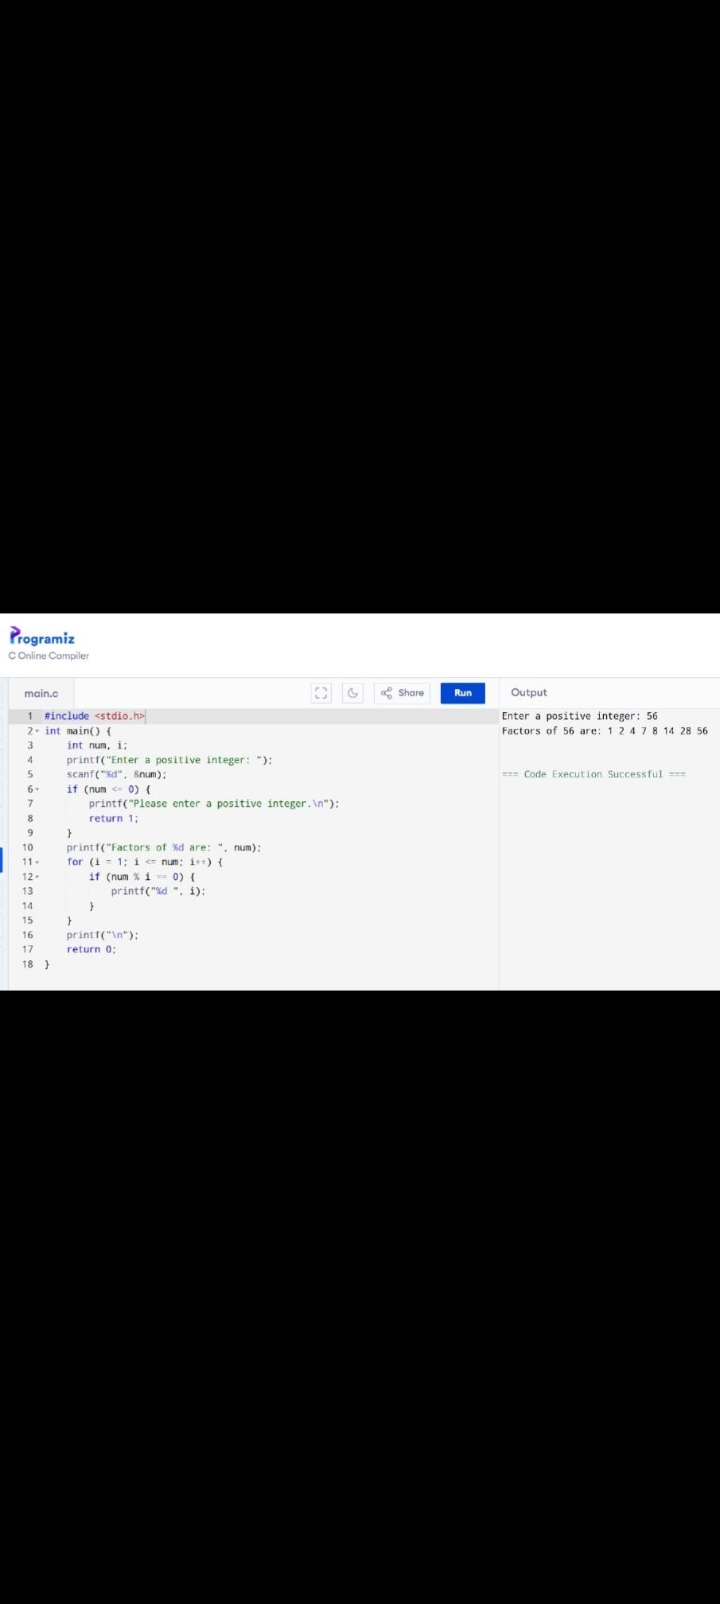 Programiz
C Online Compiler
main.c
Share
Run
Output
1 #include <stdio.h>
2 int main() {
3     int num, i;
4     printf("Enter a positive integer: ");
5     scanf("%d", &num);
6     if (num <= 0) {
7         printf("Please enter a positive integer.\n");
8         return 1;
9     }
10     printf("Factors of %d are: ", num);
11     for (i = 1; i <= num; i++) {
12         if (num % i == 0) {
13             printf("%d ", i);
14         }
15     }
16     printf("\n");
17     return 0;
18 }
Enter a positive integer: 56
Factors of 56 are: 1 2 4 7 8 14 28 56
=== Code Execution Successful ===